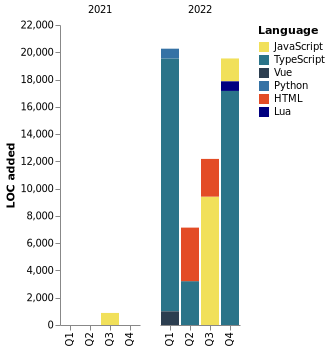 2021
2022
Language
JavaScript
TypeScript
Vue
Python
HTML
Lua
LOC added
22,000
20,000
18,000
16,000
14,000
12,000
10,000
8,000
6,000
4,000
2,000
0
Q1
Q2
Q3
Q4
Q1
Q2
Q3
Q4